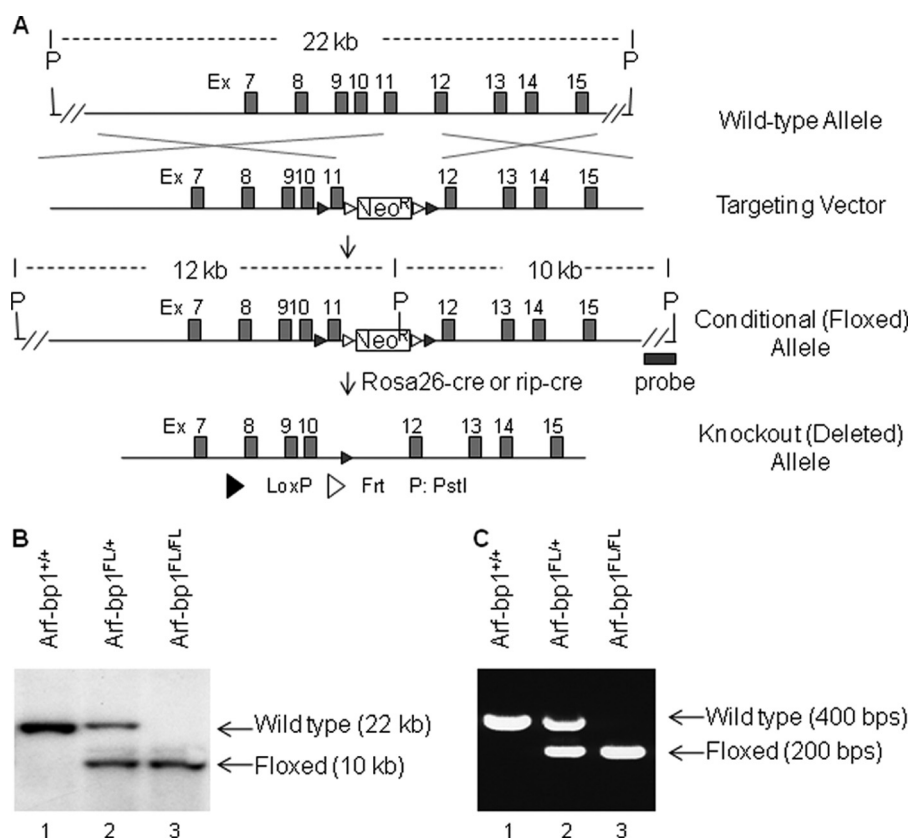 A
22 kb
P P
Ex 7 8 9 10 11 12 13 14 15
Wild-type Allele
Ex 7 8 9 10 11 12 13 14 15
NeoR
Targeting Vector
12 kb 10 kb
P P P
Ex 7 8 9 10 11 12 13 14 15
NeoR
Conditional (Floxed)
Allele
probe
Rosa26-cre or rip-cre
Ex 7 8 9 10 12 13 14 15
Knockout (Deleted)
Allele
LoxP Frt P: PstI
B
Arf-bp1+/+
Arf-bp1FL/+
Arf-bp1FL/FL
Wild type (22 kb)
Floxed (10 kb)
1 2 3
C
Arf-bp1+/+
Arf-bp1FL/+
Arf-bp1FL/FL
Wild type (400 bps)
Floxed (200 bps)
1 2 3